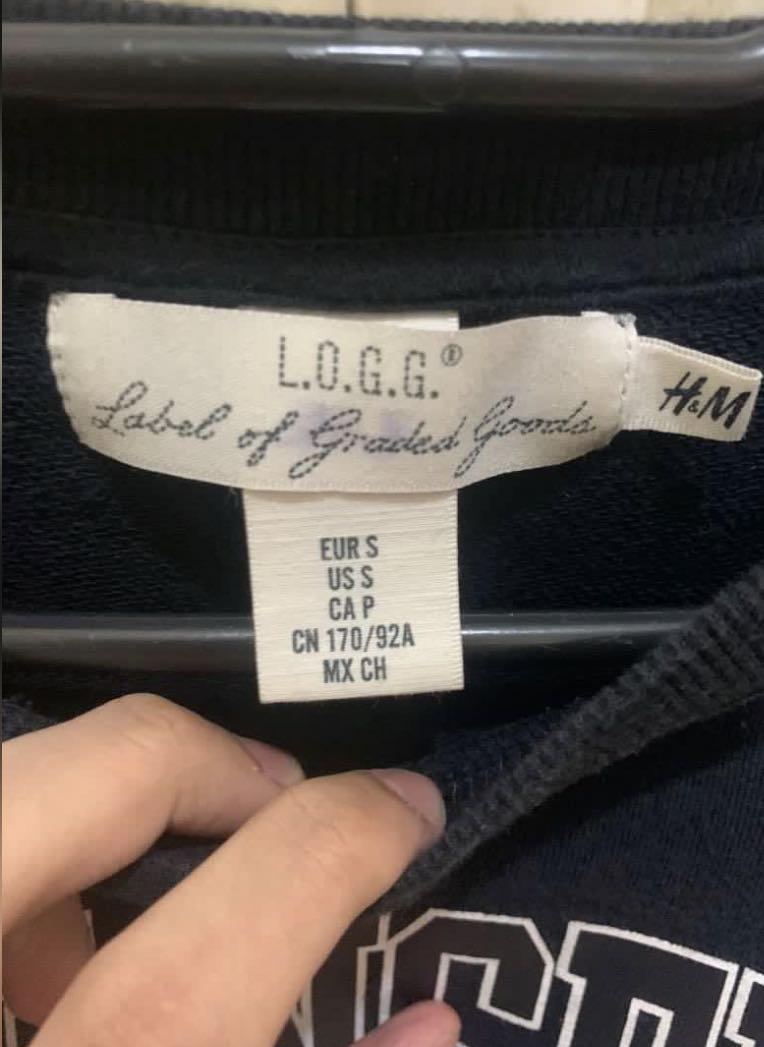 L.O.G.G.®
Label of Graded Goods
H&M
EUR S
US S
CA P
CN 170/92A
MX CH